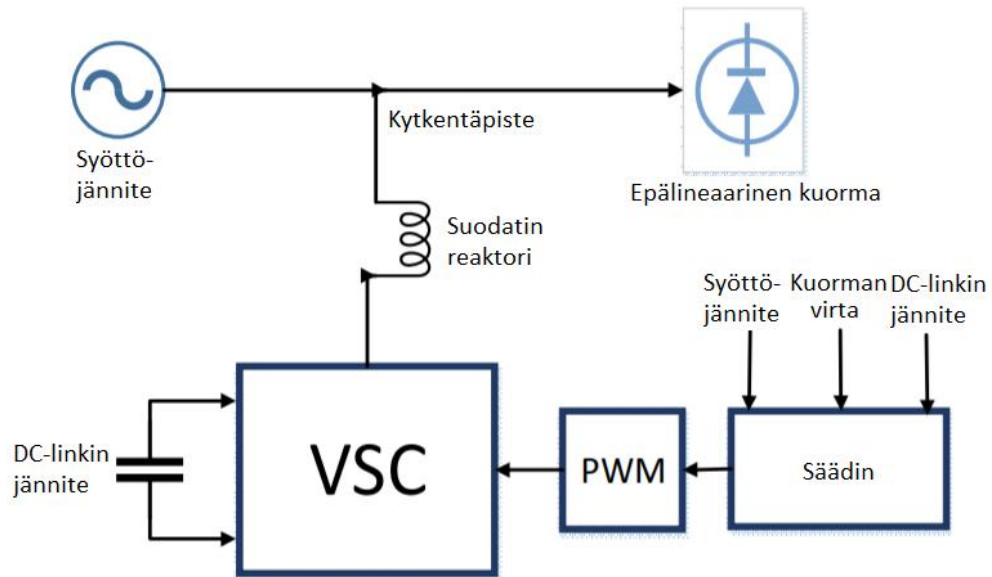 Kytkentäpiste
Syöttö-
jännite
Epälineaarinen kuorma
Suodatin
reaktori
Syöttö-
jännite
Kuorman
virta
DC-linkin
jännite
DC-linkin
jännite
VSC
PWM
Säädin